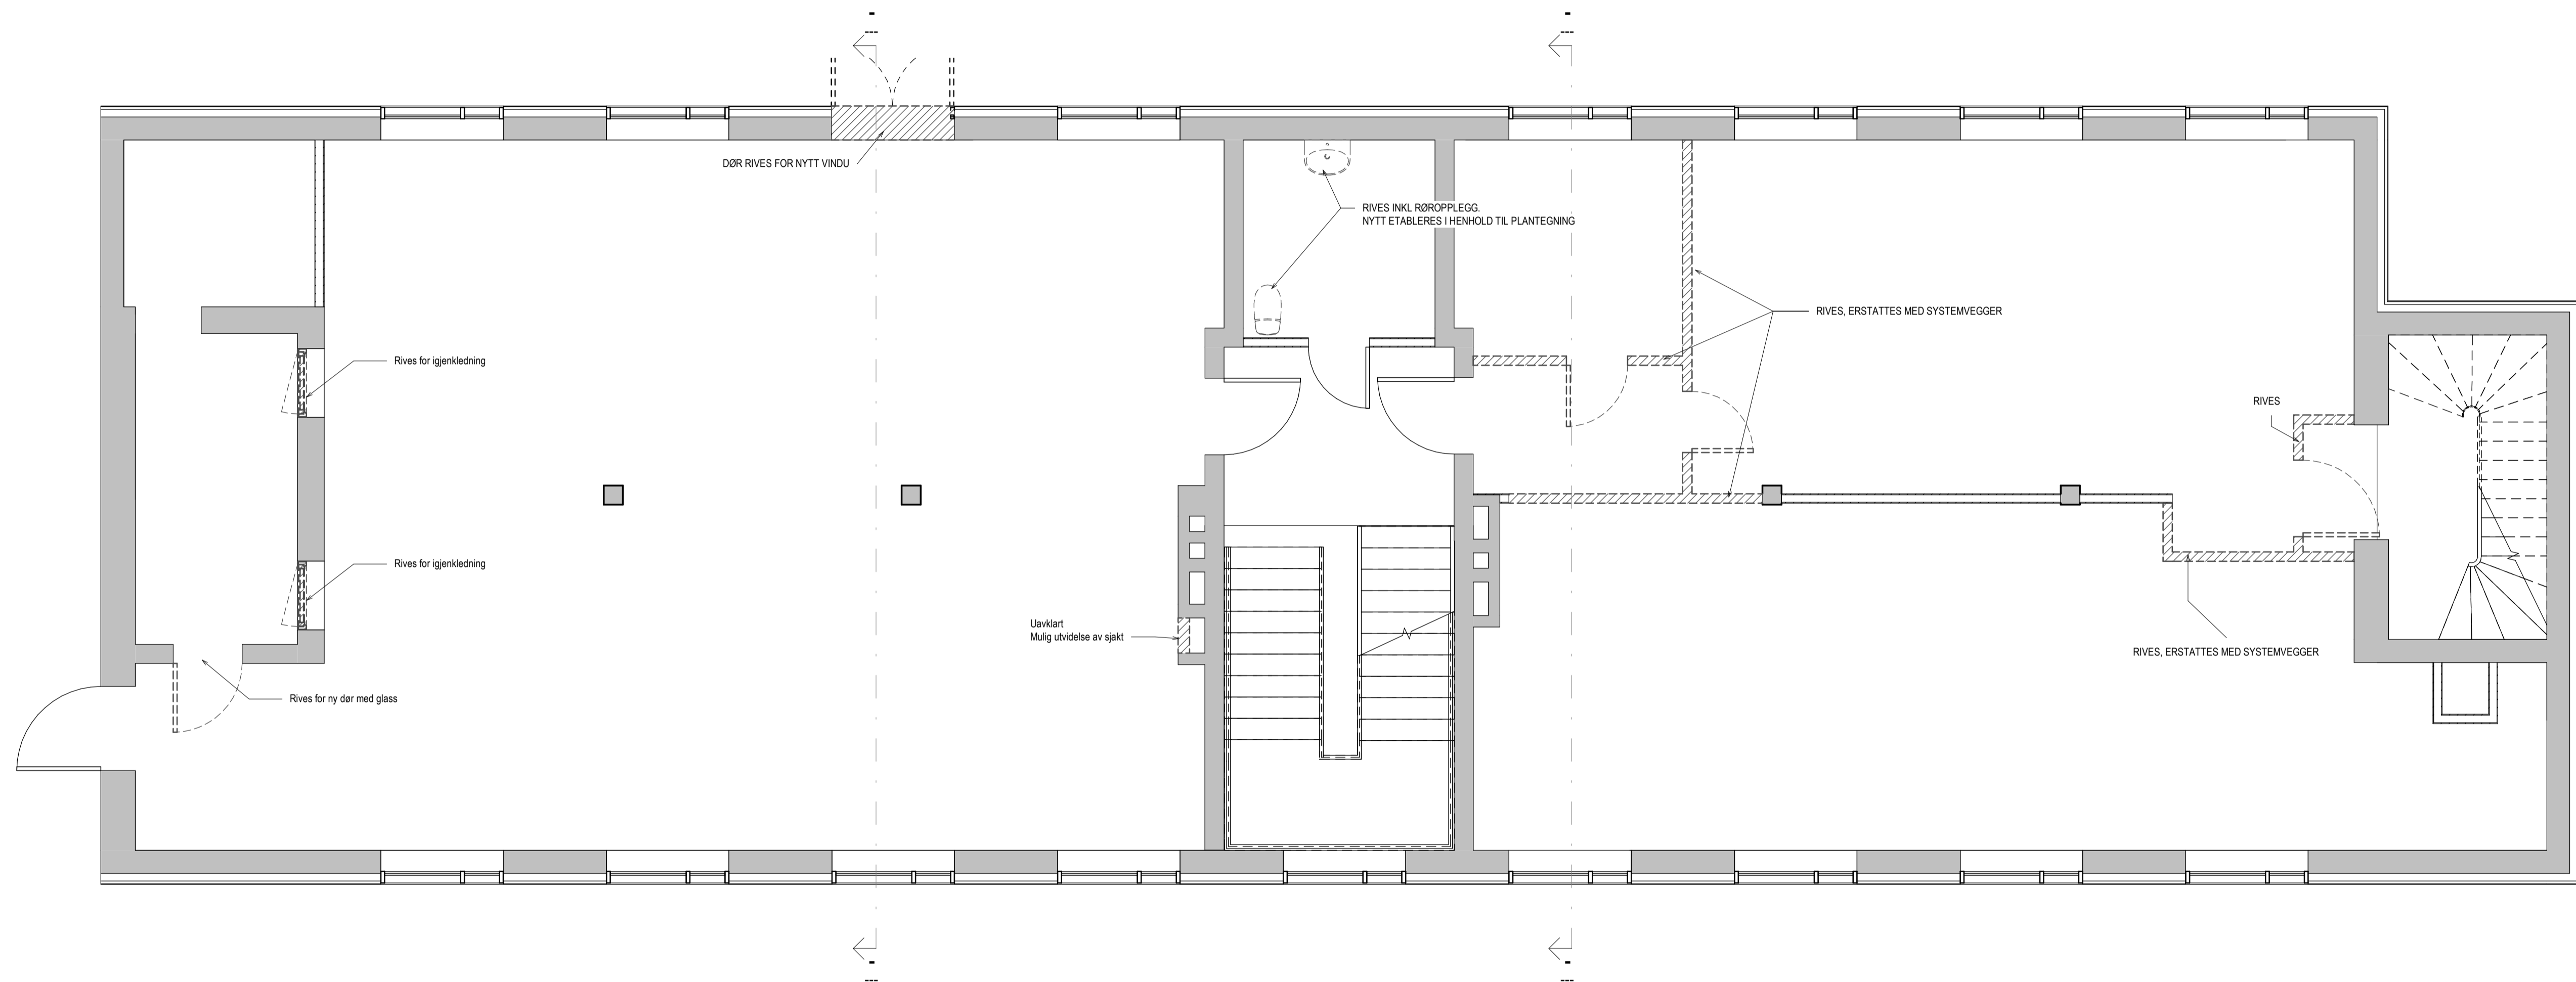 -
---
-
---
DØR RIVES FOR NYTT VINDU
RIVES INKL RØROPPLEGG.
NYTT ETABLERES I HENHOLD TIL PLANTEGNING
RIVES, ERSTATTES MED SYSTEMVEGGER
Rives for igjenkledning
RIVES
Rives for igjenkledning
Uavklart
Mulig utvidelse av sjakt
RIVES, ERSTATTES MED SYSTEMVEGGER
Rives for ny dør med glass
-
---
-
---